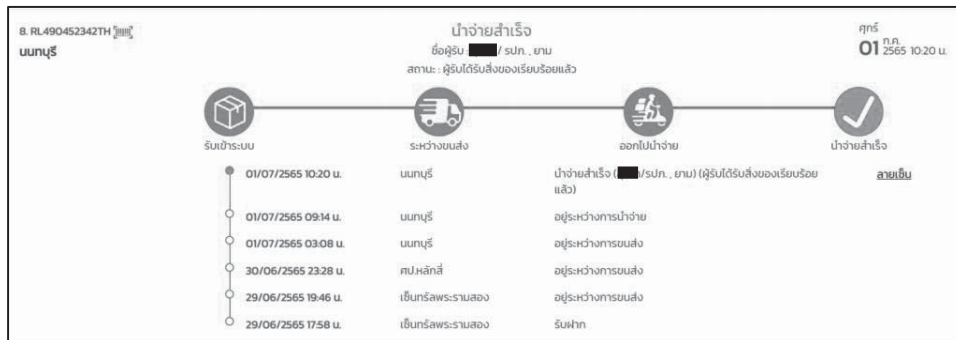 8. RL490452342TH
นนทบุรี
นำจ่ายสำเร็จ
ชื่อผู้รับ : / รปภ. , ยาม
สถานะ : ผู้รับได้รับสิ่งของเรียบร้อยแล้ว
ศุกร์
01 ก.ค. 2565 10:20 น.
รับเข้าระบบ ระหว่างขนส่ง ออกไปนำจ่าย นำจ่ายสำเร็จ
01/07/2565 10:20 น. นนทบุรี นำจ่ายสำเร็จ ( /รปภ. , ยาม) (ผู้รับได้รับสิ่งของเรียบร้อย
แล้ว) ลายเซ็น
01/07/2565 09:14 น. นนทบุรี อยู่ระหว่างการนำจ่าย
01/07/2565 03:08 น. นนทบุรี อยู่ระหว่างการขนส่ง
30/06/2565 23:28 น. ศป.หลักสี่ อยู่ระหว่างการขนส่ง
29/06/2565 19:46 น. เซ็นทรัลพระรามสอง อยู่ระหว่างการขนส่ง
29/06/2565 17:58 น. เซ็นทรัลพระรามสอง รับฝาก